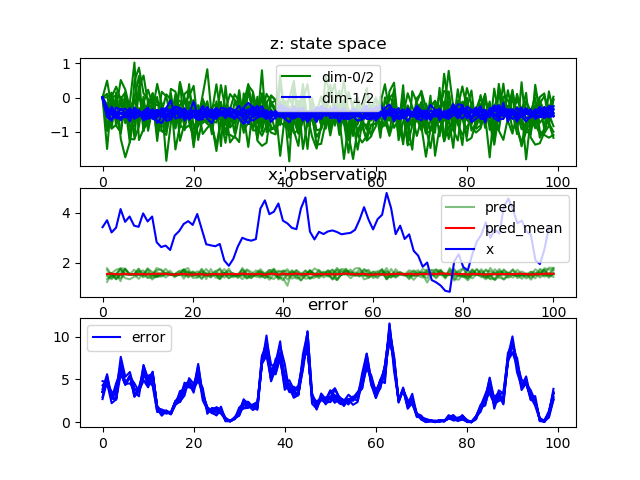 z: state space
1
0
−1
dim-0/2
dim-1/2
0 20 40 60 80 100
x: observation
4
2
pred
pred_mean
x
0 20 40 60 80 100
error
10
5
0
error
0 20 40 60 80 100